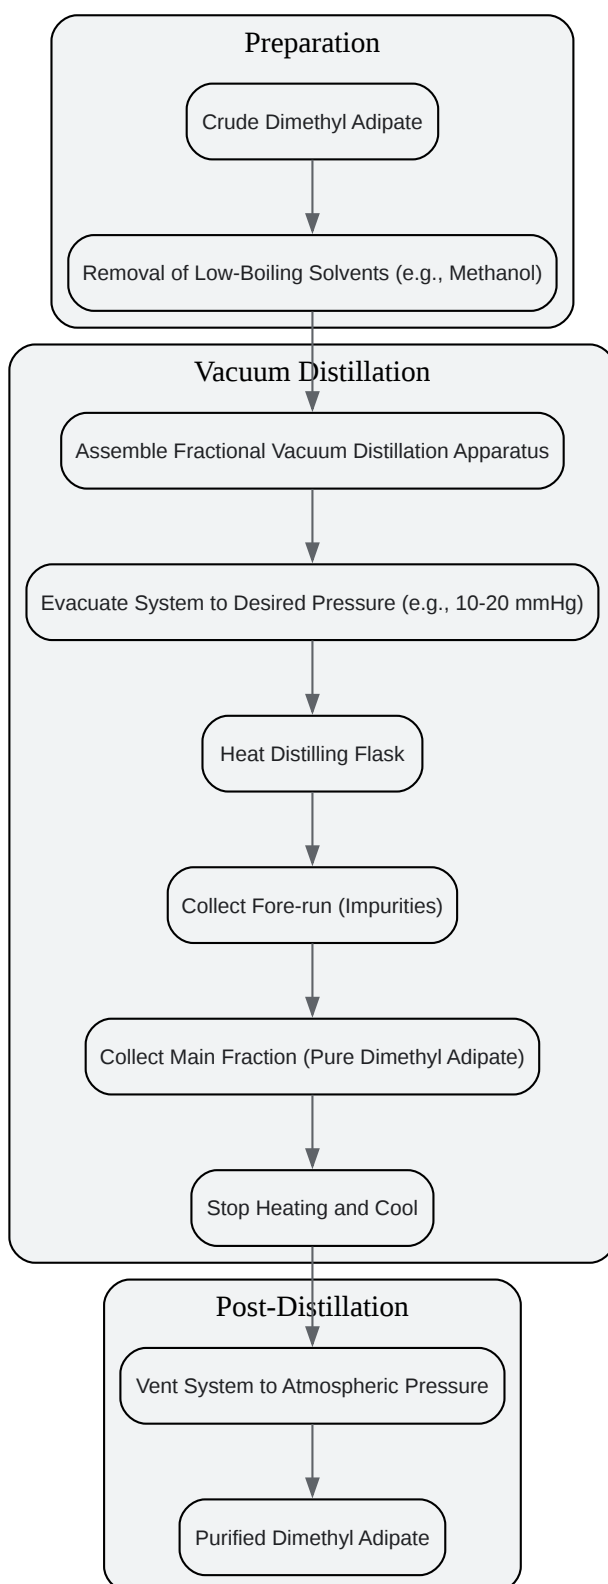 Preparation
Crude Dimethyl Adipate
Removal of Low-Boiling Solvents (e.g., Methanol)
Vacuum Distillation
Assemble Fractional Vacuum Distillation Apparatus
Evacuate System to Desired Pressure (e.g., 10-20 mmHg)
Heat Distilling Flask
Collect Fore-run (Impurities)
Collect Main Fraction (Pure Dimethyl Adipate)
Stop Heating and Cool
Post-Distillation
Vent System to Atmospheric Pressure
Purified Dimethyl Adipate